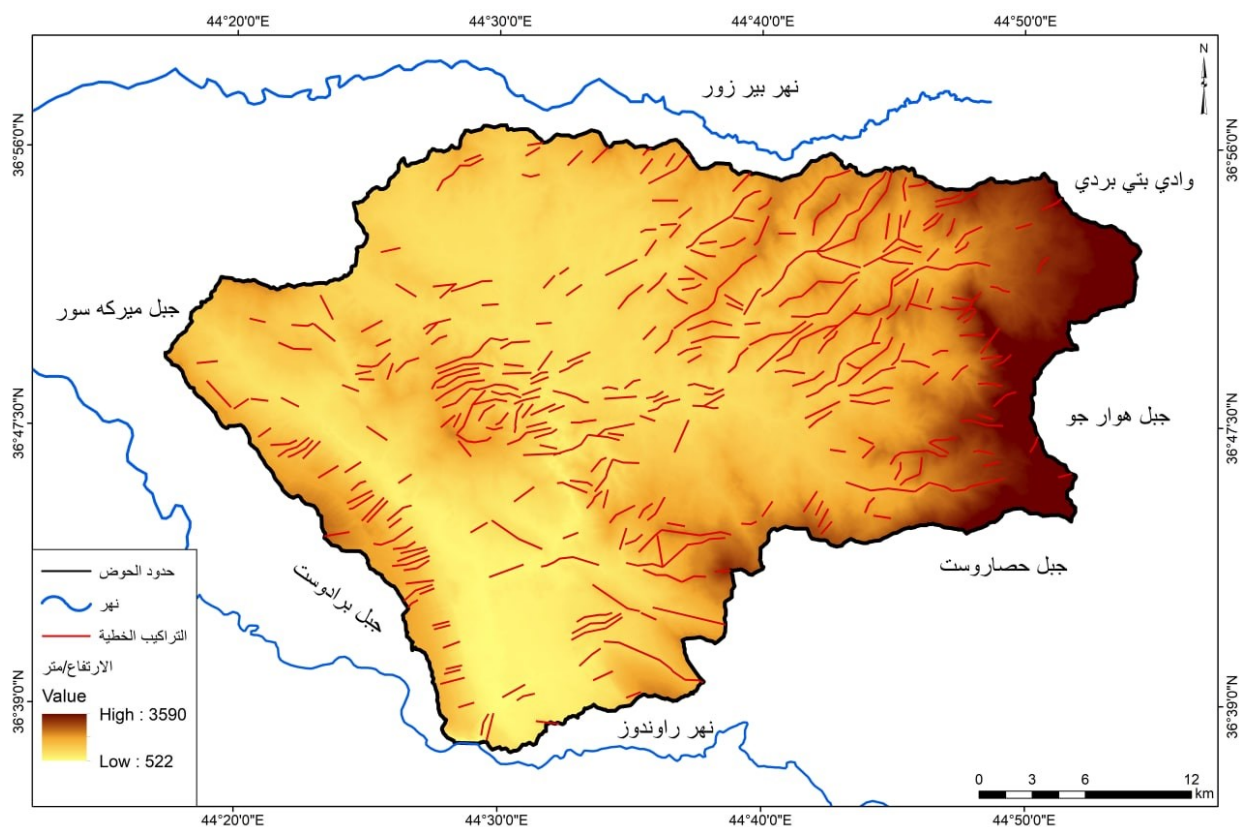 44°20'0"E
44°30'0"E
44°40'0"E
44°50'0"E
N
نهر بير زور
36°56'0"N
36°56'0"N
وادي بتي بردي
جبل ميركه سور
جبل هوار جو
36°47'30"N
36°47'30"N
جبل حصاروست
جبل برادوست
حدود الحوض
نهر
التراكيب الخطية
الارتفاع/متر
Value
High : 3590
Low : 522
36°39'0"N
36°39'0"N
نهر راوندوز
0 3 6 12
km
44°20'0"E
44°30'0"E
44°40'0"E
44°50'0"E